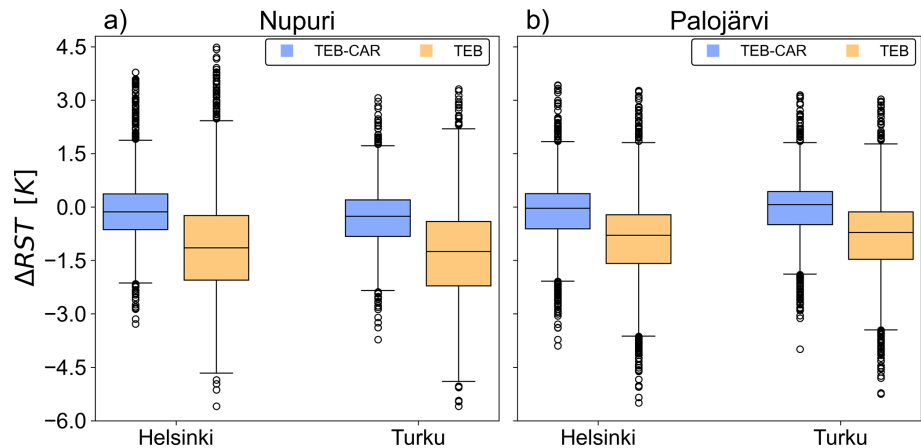 a) Nupuri
b) Palojärvi
TEB-CAR TEB
TEB-CAR TEB
ΔRST [K]
4.5
3.0
1.5
0.0
−1.5
−3.0
−4.5
−6.0
Helsinki Turku
Helsinki Turku